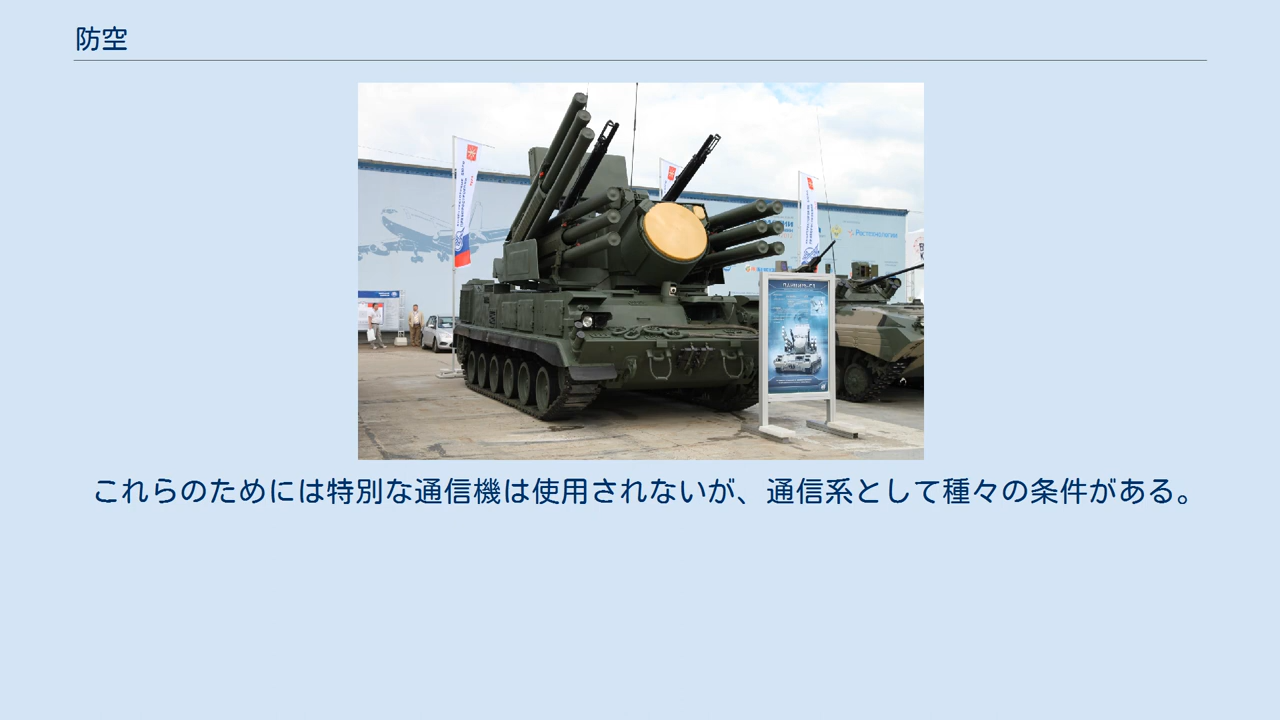 防空
Ростехнологии
これらのためには特別な通信機は使用されないが、通信系として種々の条件がある。